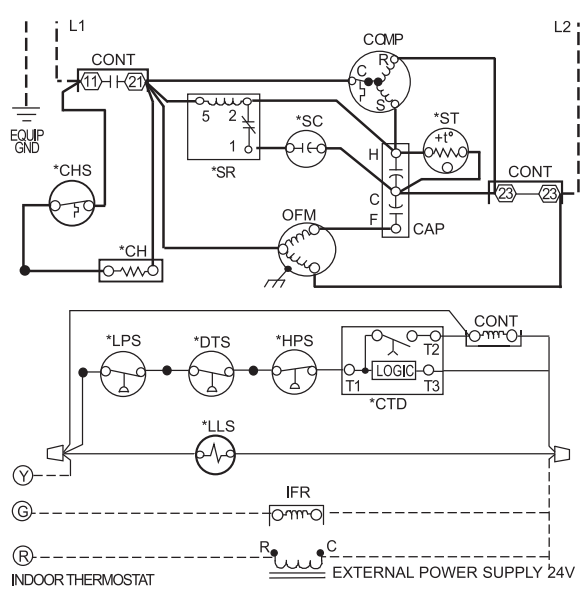 L1
L2
CONT
COMP
11
21
C
R
S
*SC
*ST
5
2
+t°
EQUIP
GND
1
H
CONT
*CHS
*SR
C
23
23
OFM
F
CAP
*CH
CONT
*LPS
*DTS
*HPS
T2
T1
LOGIC
T3
*CTD
*LLS
Y
G
IFR
R
R
C
INDOOR THERMOSTAT
EXTERNAL POWER SUPPLY 24V